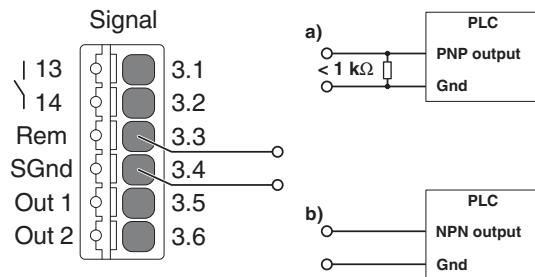 Signal
13
14
Rem
SGnd
Out 1
Out 2
3.1
3.2
3.3
3.4
3.5
3.6
a)
PLC
PNP output
< 1 kΩ
Gnd
b)
PLC
NPN output
Gnd